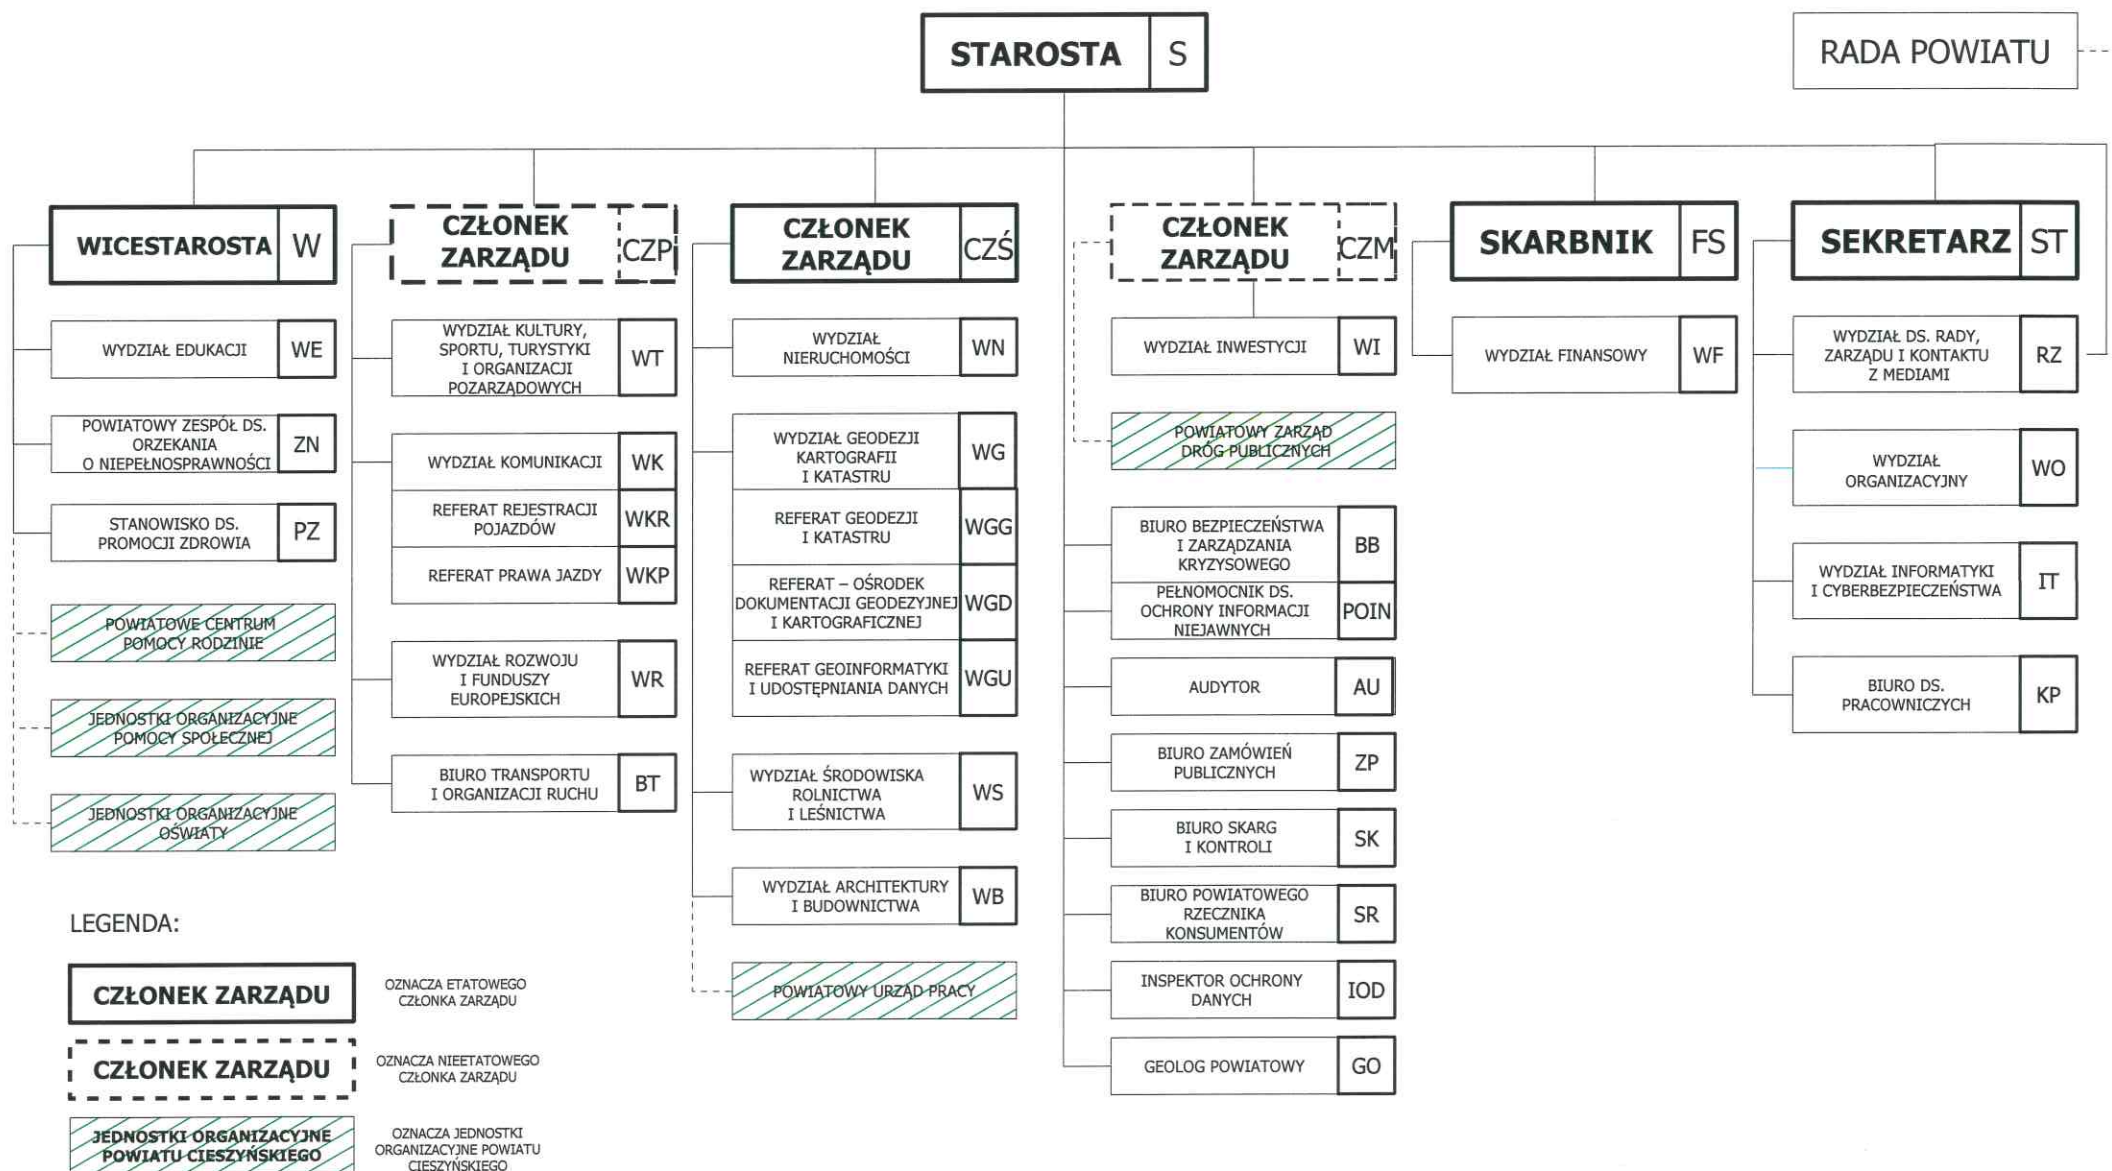 STAROSTA S
RADA POWIATU
WICESTAROSTA W
WYDZIAŁ EDUKACJI WE
POWIATOWY ZESPÓŁ DS.
ORZEKANIA
O NIEPEŁNOSPRAWNOŚCI ZN
STANOWISKO DS.
PROMOCJI ZDROWIA PZ
POWIATOWE CENTRUM
POMOCY RODZINIE
JEDNOSTKI ORGANIZACYJNE
POMOCY SPOŁECZNEJ
JEDNOSTKI ORGANIZACYJNE
OŚWIATY
CZŁONEK
ZARZĄDU CZP
WYDZIAŁ KULTURY,
SPORTU, TURYSTYKI
I ORGANIZACJI
POZARZĄDOWYCH WT
WYDZIAŁ KOMUNIKACJI WK
REFERAT REJESTRACJI
POJAZDÓW WKR
REFERAT PRAWA JAZDY WKP
WYDZIAŁ ROZWOJU
I FUNDUSZY
EUROPEJSKICH WR
BIURO TRANSPORTU
I ORGANIZACJI RUCHU BT
CZŁONEK
ZARZĄDU CZŚ
WYDZIAŁ
NIERUCHOMOŚCI WN
WYDZIAŁ GEODEZJI
KARTOGRAFII
I KATASTRU WG
REFERAT GEODEZJI
I KATASTRU WGG
REFERAT – OŚRODEK
DOKUMENTACJI GEODEZYJNEJ
I KARTOGRAFICZNEJ WGD
REFERAT GEOINFORMATYKI
I UDOSTĘPNIANIA DANYCH WGU
WYDZIAŁ ŚRODOWISKA
ROLNICTWA
I LEŚNICTWA WS
WYDZIAŁ ARCHITEKTURY
I BUDOWNICTWA WB
POWIATOWY URZĄD PRACY
CZŁONEK
ZARZĄDU CZM
WYDZIAŁ INWESTYCJI WI
POWIATOWY ZARZĄD
DRÓG PUBLICZNYCH
BIURO BEZPIECZEŃSTWA
I ZARZĄDZANIA
KRYZYSOWEGO BB
PEŁNOMOCNIK DS.
OCHRONY INFORMACJI
NIEJAWNYCH POIN
AUDYTOR AU
BIURO ZAMÓWIEŃ
PUBLICZNYCH ZP
BIURO SKARG
I KONTROLI SK
BIURO POWIATOWEGO
RZECZNIKA
KONSUMENTÓW SR
INSPEKTOR OCHRONY
DANYCH IOD
GEOLOG POWIATOWY GO
SKARBNIK FS
WYDZIAŁ FINANSOWY WF
SEKRETARZ ST
WYDZIAŁ DS. RADY,
ZARZĄDU I KONTAKTU
Z MEDIAMI RZ
WYDZIAŁ
ORGANIZACYJNY WO
WYDZIAŁ INFORMATYKI
I CYBERBEZPIECZEŃSTWA IT
BIURO DS.
PRACOWNICZYCH KP
LEGENDA:
CZŁONEK ZARZĄDU
OZNACZA ETATOWEGO
CZŁONKA ZARZĄDU
CZŁONEK ZARZĄDU
OZNACZA NIEETATOWEGO
CZŁONKA ZARZĄDU
JEDNOSTKI ORGANIZACYJNE
POWIATU CIESZYŃSKIEGO
OZNACZA JEDNOSTKI
ORGANIZACYJNE POWIATU
CIESZYŃSKIEGO